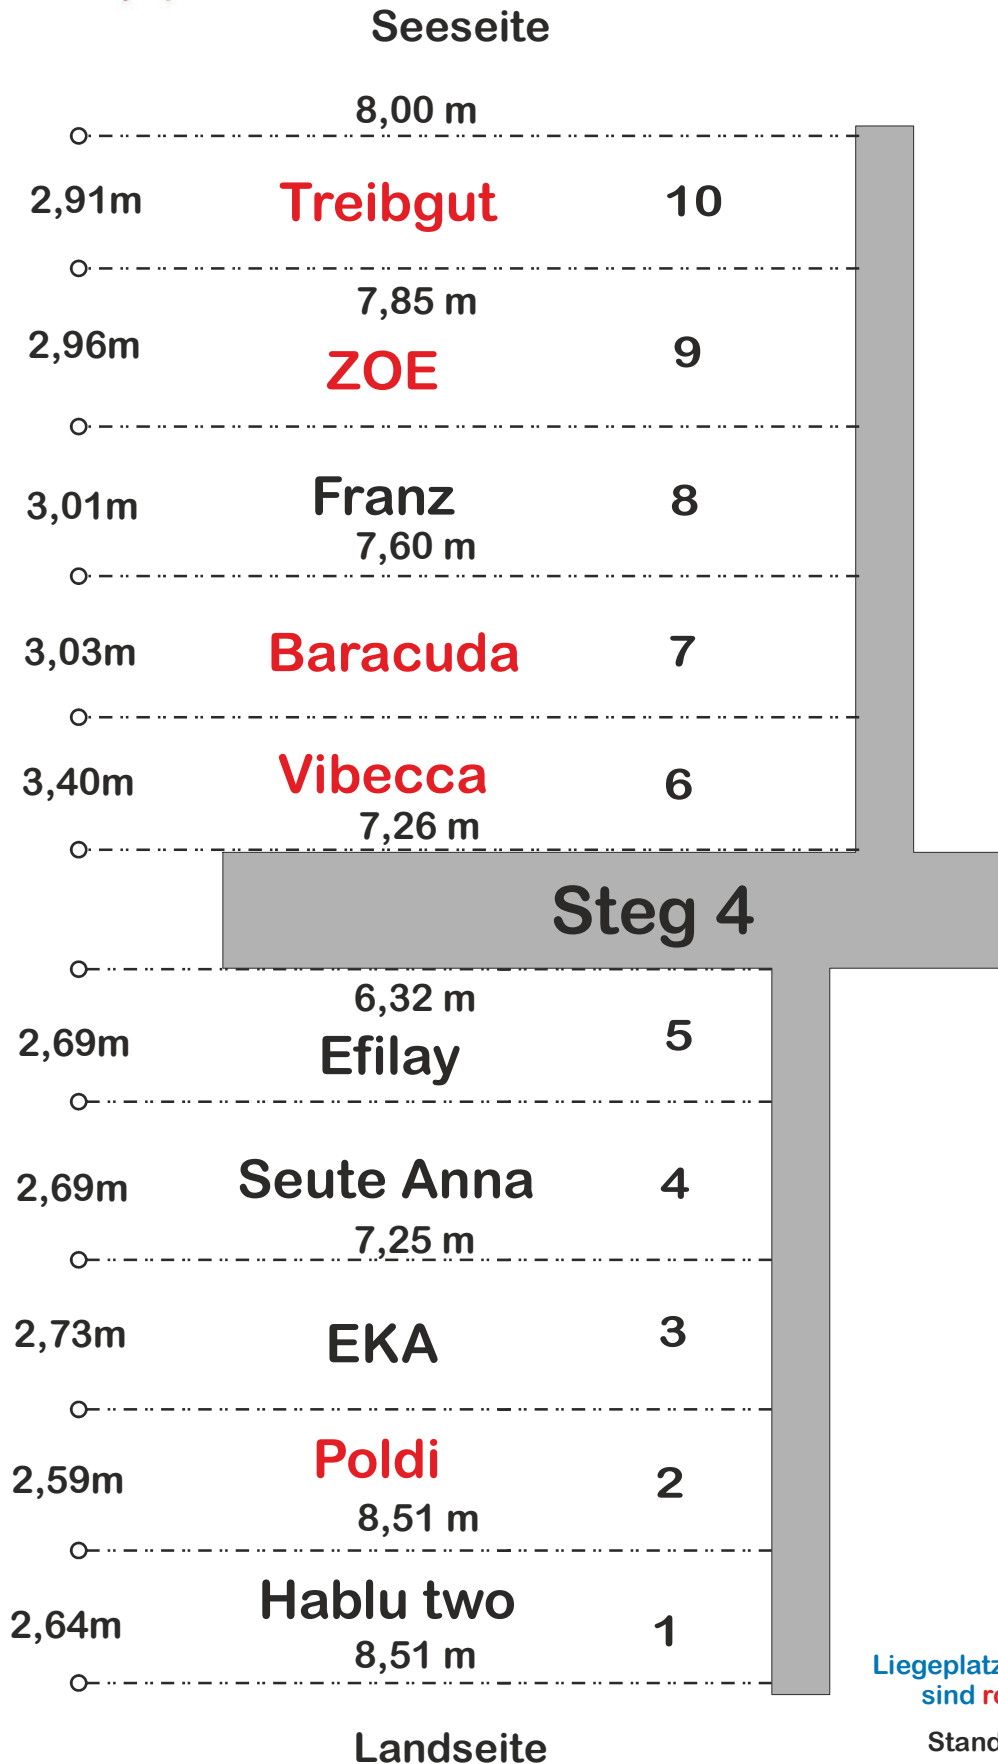 Seeseite
8,00 m
2,91m Treibgut 10
7,85 m
2,96m ZOE 9
3,01m Franz 8
7,60 m
3,03m Baracuda 7
3,40m Vibecca 6
7,26 m
Steg 4
6,32 m
2,69m Efilay 5
2,69m Seute Anna 4
7,25 m
2,73m EKA 3
2,59m Poldi 2
8,51 m
2,64m Hablu two 1
8,51 m
Liegeplatz
sind
Stand
Landseite